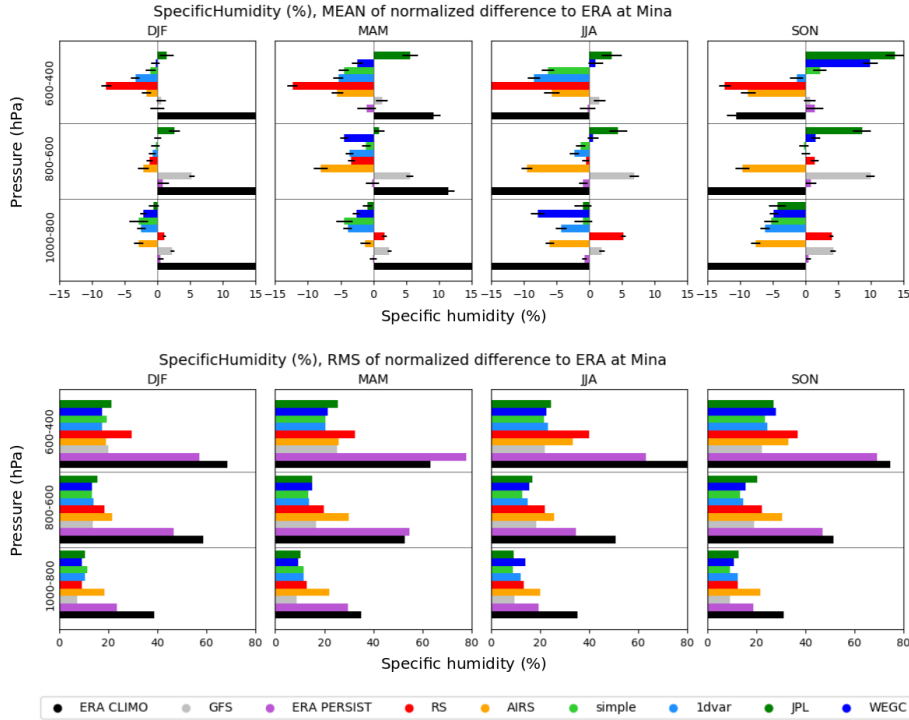 SpecificHumidity (%), MEAN of normalized difference to ERA at Mina
DJF MAM JJA SON
Pressure (hPa)
600-400
800-600
1000-800
−15 −10 −5 0 5 10 15 −15 −10 −5 0 5 10 15 −15 −10 −5 0 5 10 15 −15 −10 −5 0 5 10 15
Specific humidity (%)
SpecificHumidity (%), RMS of normalized difference to ERA at Mina
DJF MAM JJA SON
Pressure (hPa)
600-400
800-600
1000-800
0 20 40 60 80 0 20 40 60 80 0 20 40 60 80 0 20 40 60 80
Specific humidity (%)
ERA CLIMO GFS ERA PERSIST RS AIRS simple 1dvar JPL WEGC